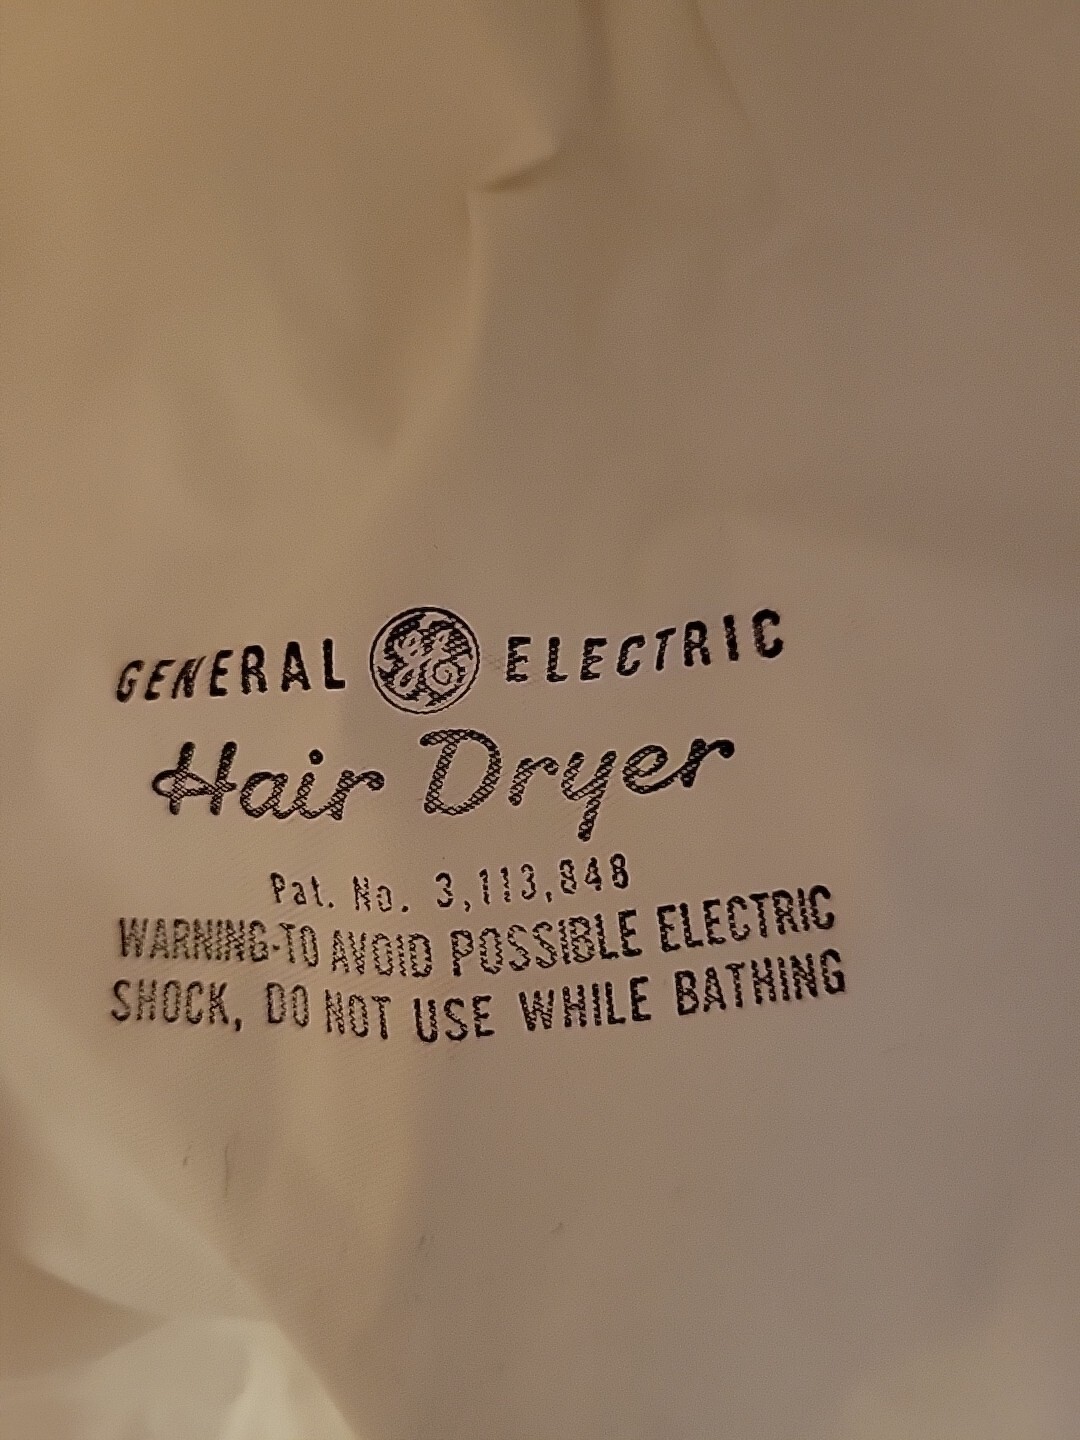 GENERAL GE ELECTRIC
Hair Dryer
Pat. No. 3,113,848
WARNING-TO AVOID POSSIBLE ELECTRIC
SHOCK, DO NOT USE WHILE BATHING